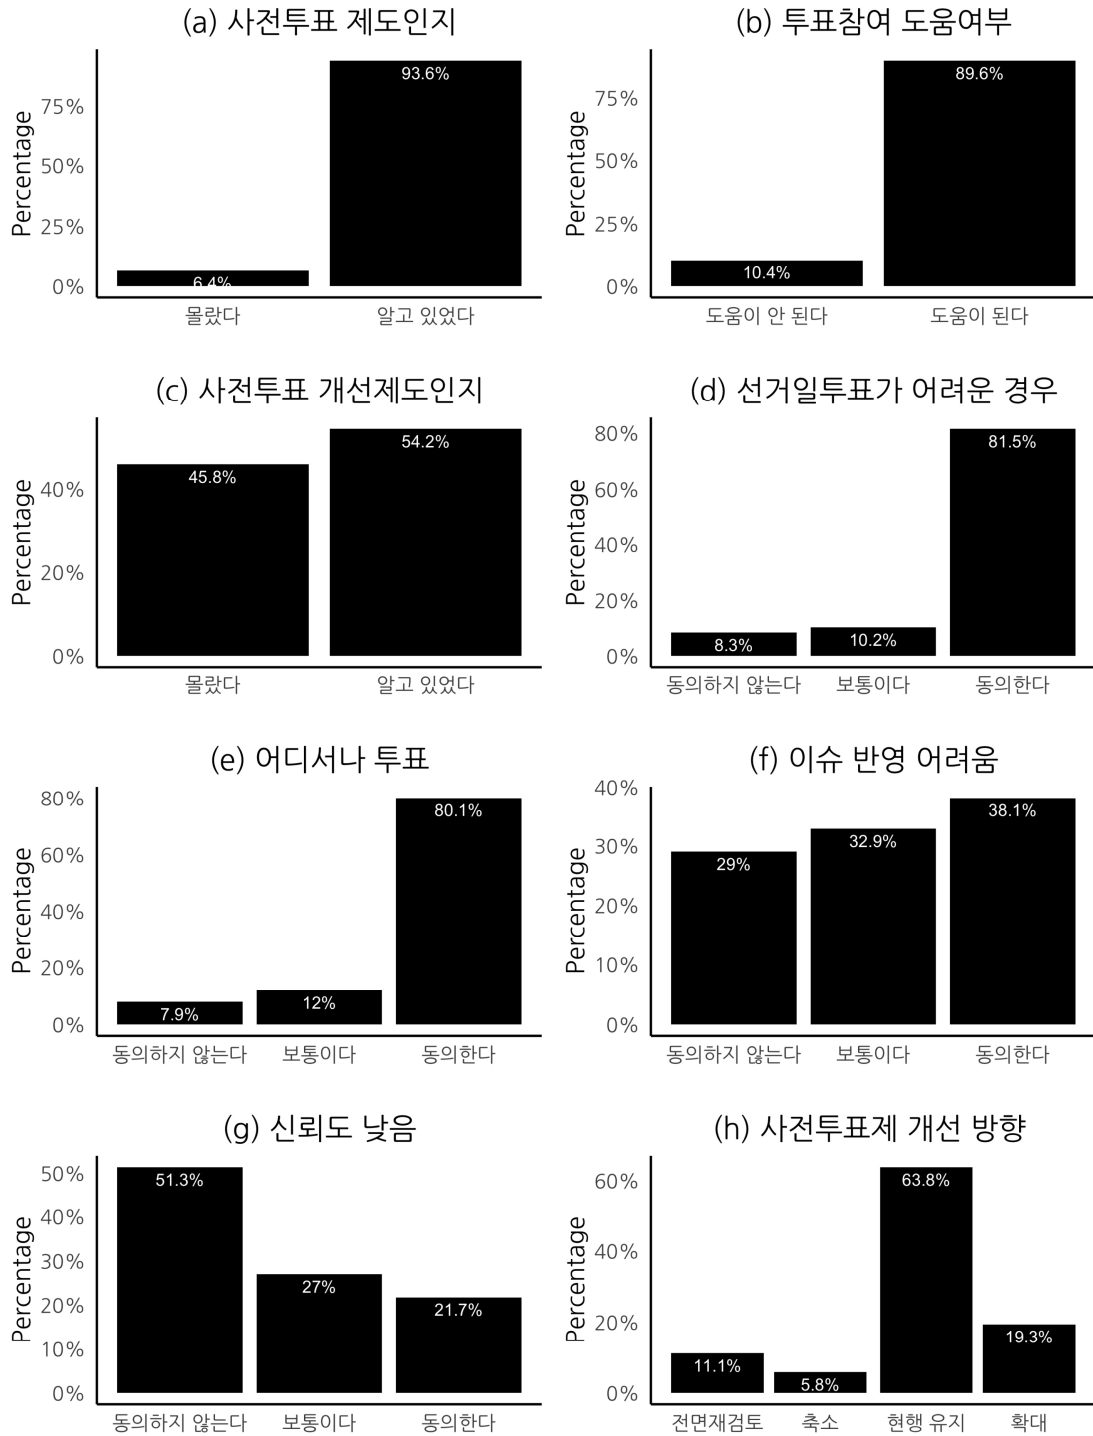 (a) 사전투표 제도인지
Percentage
75%
50%
25%
0%
93.6%
6.4%
몰랐다 알고 있었다
(b) 투표참여 도움여부
Percentage
75%
50%
25%
0%
89.6%
10.4%
도움이 안 된다 도움이 된다
(c) 사전투표 개선제도인지
Percentage
40%
20%
0%
45.8%
54.2%
몰랐다 알고 있었다
(d) 선거일투표가 어려운 경우
Percentage
80%
60%
40%
20%
0%
8.3%
10.2%
81.5%
동의하지 않는다 보통이다 동의한다
(e) 어디서나 투표
Percentage
80%
60%
40%
20%
0%
7.9%
12%
80.1%
동의하지 않는다 보통이다 동의한다
(f) 이슈 반영 어려움
Percentage
40%
30%
20%
10%
0%
29%
32.9%
38.1%
동의하지 않는다 보통이다 동의한다
(g) 신뢰도 낮음
Percentage
50%
40%
30%
20%
10%
0%
51.3%
27%
21.7%
동의하지 않는다 보통이다 동의한다
(h) 사전투표제 개선 방향
Percentage
60%
40%
20%
0%
11.1%
5.8%
63.8%
19.3%
전면재검토 축소 현행 유지 확대